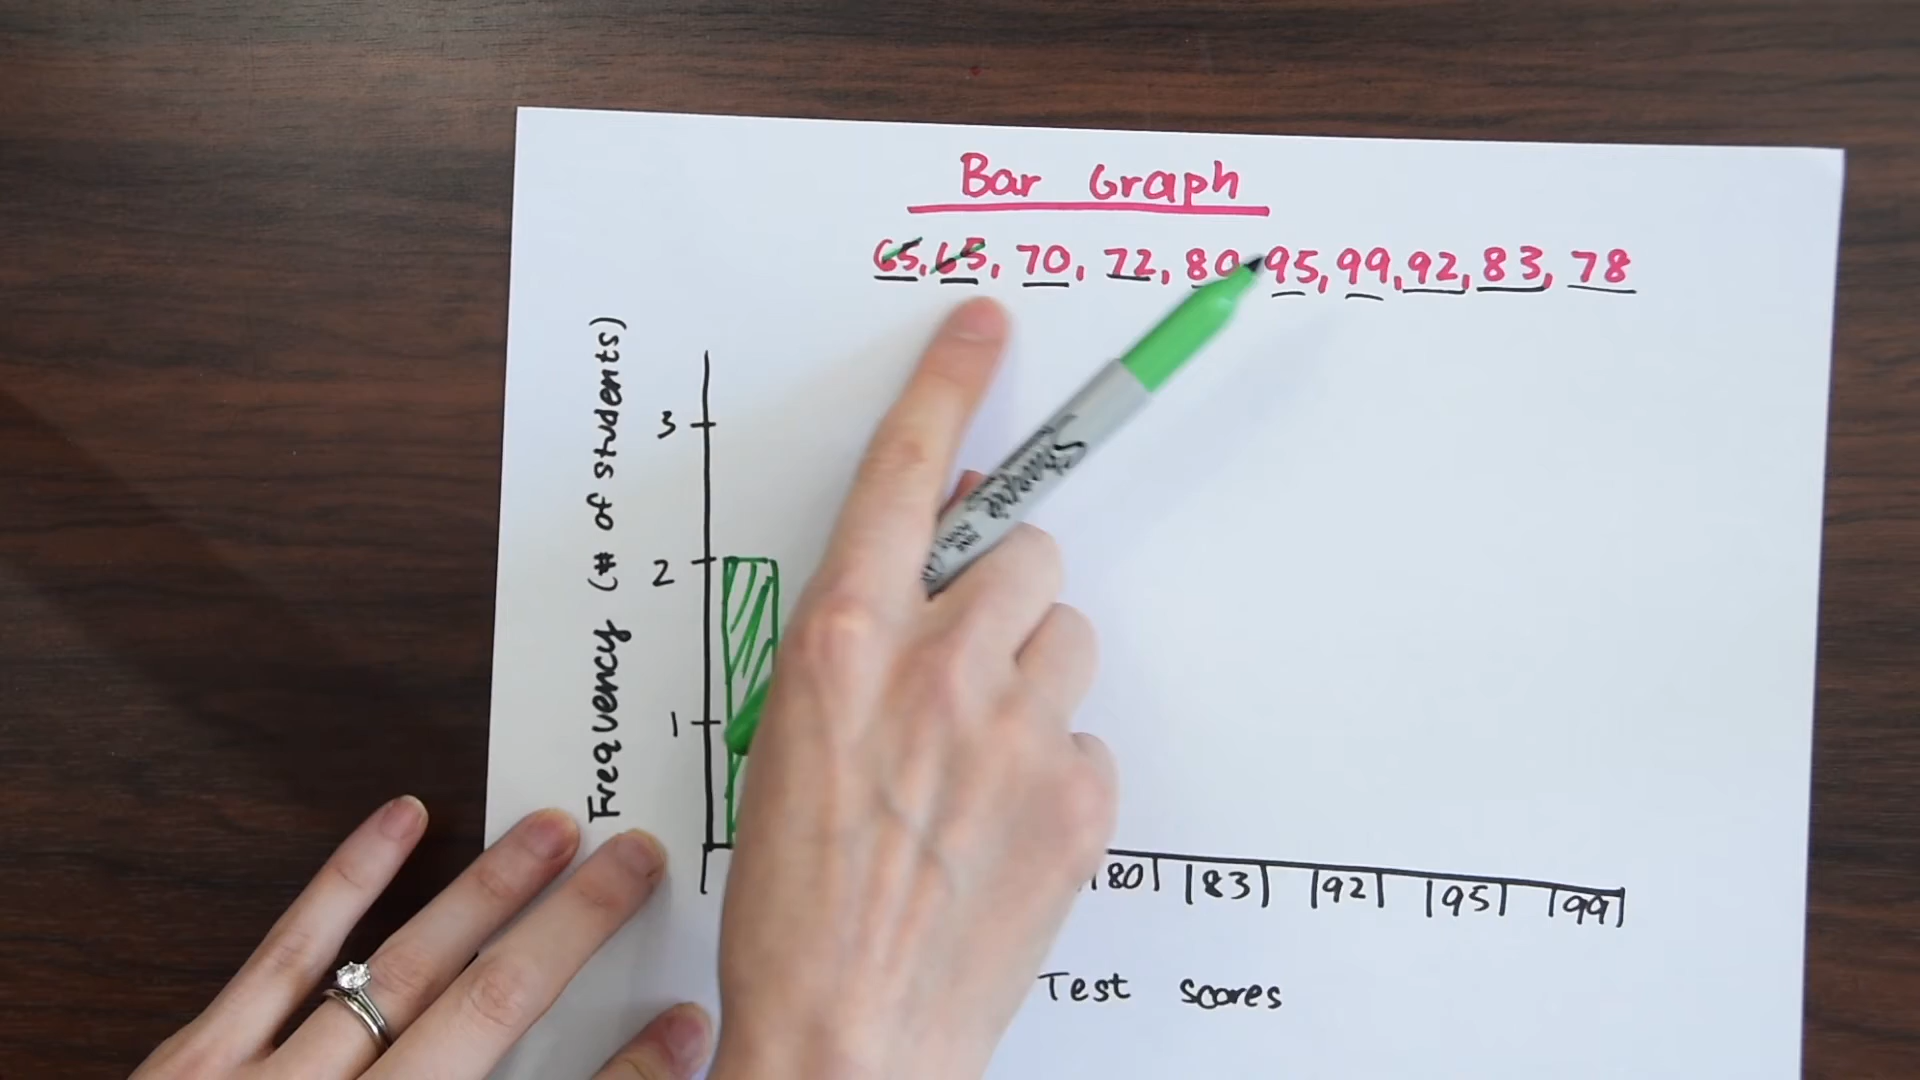 Bar Graph
65, 65, 70, 72, 80, 95, 99, 92, 83, 78
Frequency (# of students)
3
2
1
80 83 92 95 99
Test scores
Sharpie